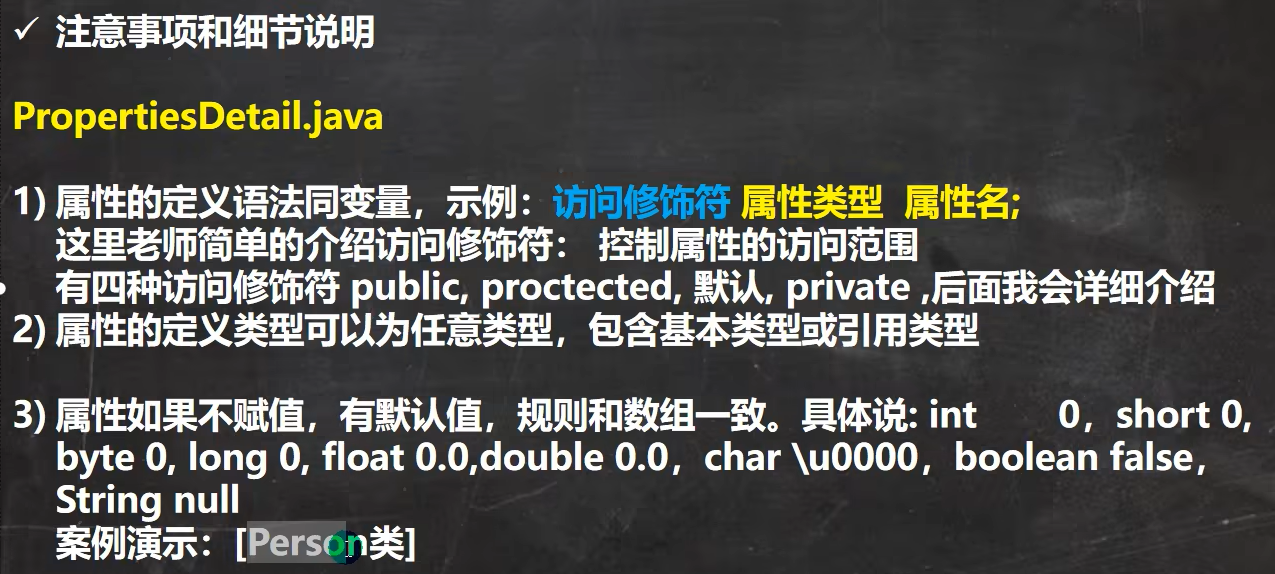 ✓ 注意事项和细节说明
PropertiesDetail.java
1) 属性的定义语法同变量，示例：访问修饰符 属性类型 属性名;
这里老师简单的介绍访问修饰符： 控制属性的访问范围
有四种访问修饰符 public, proctected, 默认, private ,后面我会详细介绍
2) 属性的定义类型可以为任意类型，包含基本类型或引用类型
3) 属性如果不赋值，有默认值，规则和数组一致。具体说: int 0，short 0,
byte 0, long 0, float 0.0,double 0.0，char \u0000，boolean false，
String null
案例演示：[Person类]